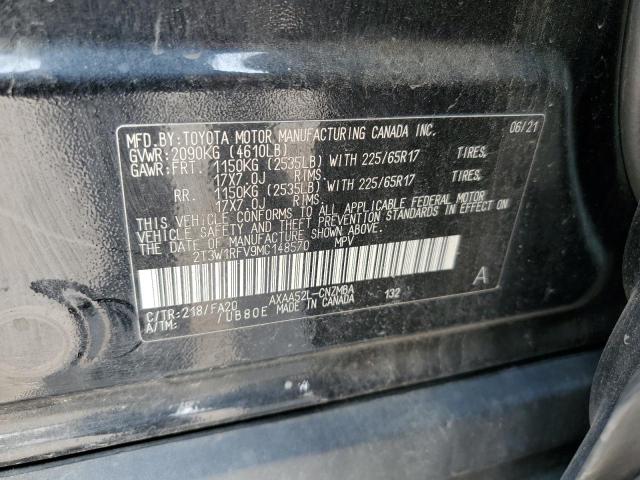 MFD.BY:TOYOTA MOTOR MANUFACTURING CANADA INC. 06/21
GVWR:2090KG (4610LB)
GAWR:FRT. 1150KG (2535LB) WITH 225/65R17 TIRES,
17X7.0J RIMS
RR. 1150KG (2535LB) WITH 225/65R17 TIRES,
17X7.0J RIMS
THIS VEHICLE CONFORMS TO ALL APPLICABLE FEDERAL MOTOR
VEHICLE SAFETY AND THEFT PREVENTION STANDARDS IN EFFECT ON
THE DATE OF MANUFACTURE SHOWN ABOVE.
2T3W1RFV9MC148570 MPV
A
C/TR:218/FA20 AXAA52L-CNZMBA 132
A/TM: /UB80E MADE IN CANADA